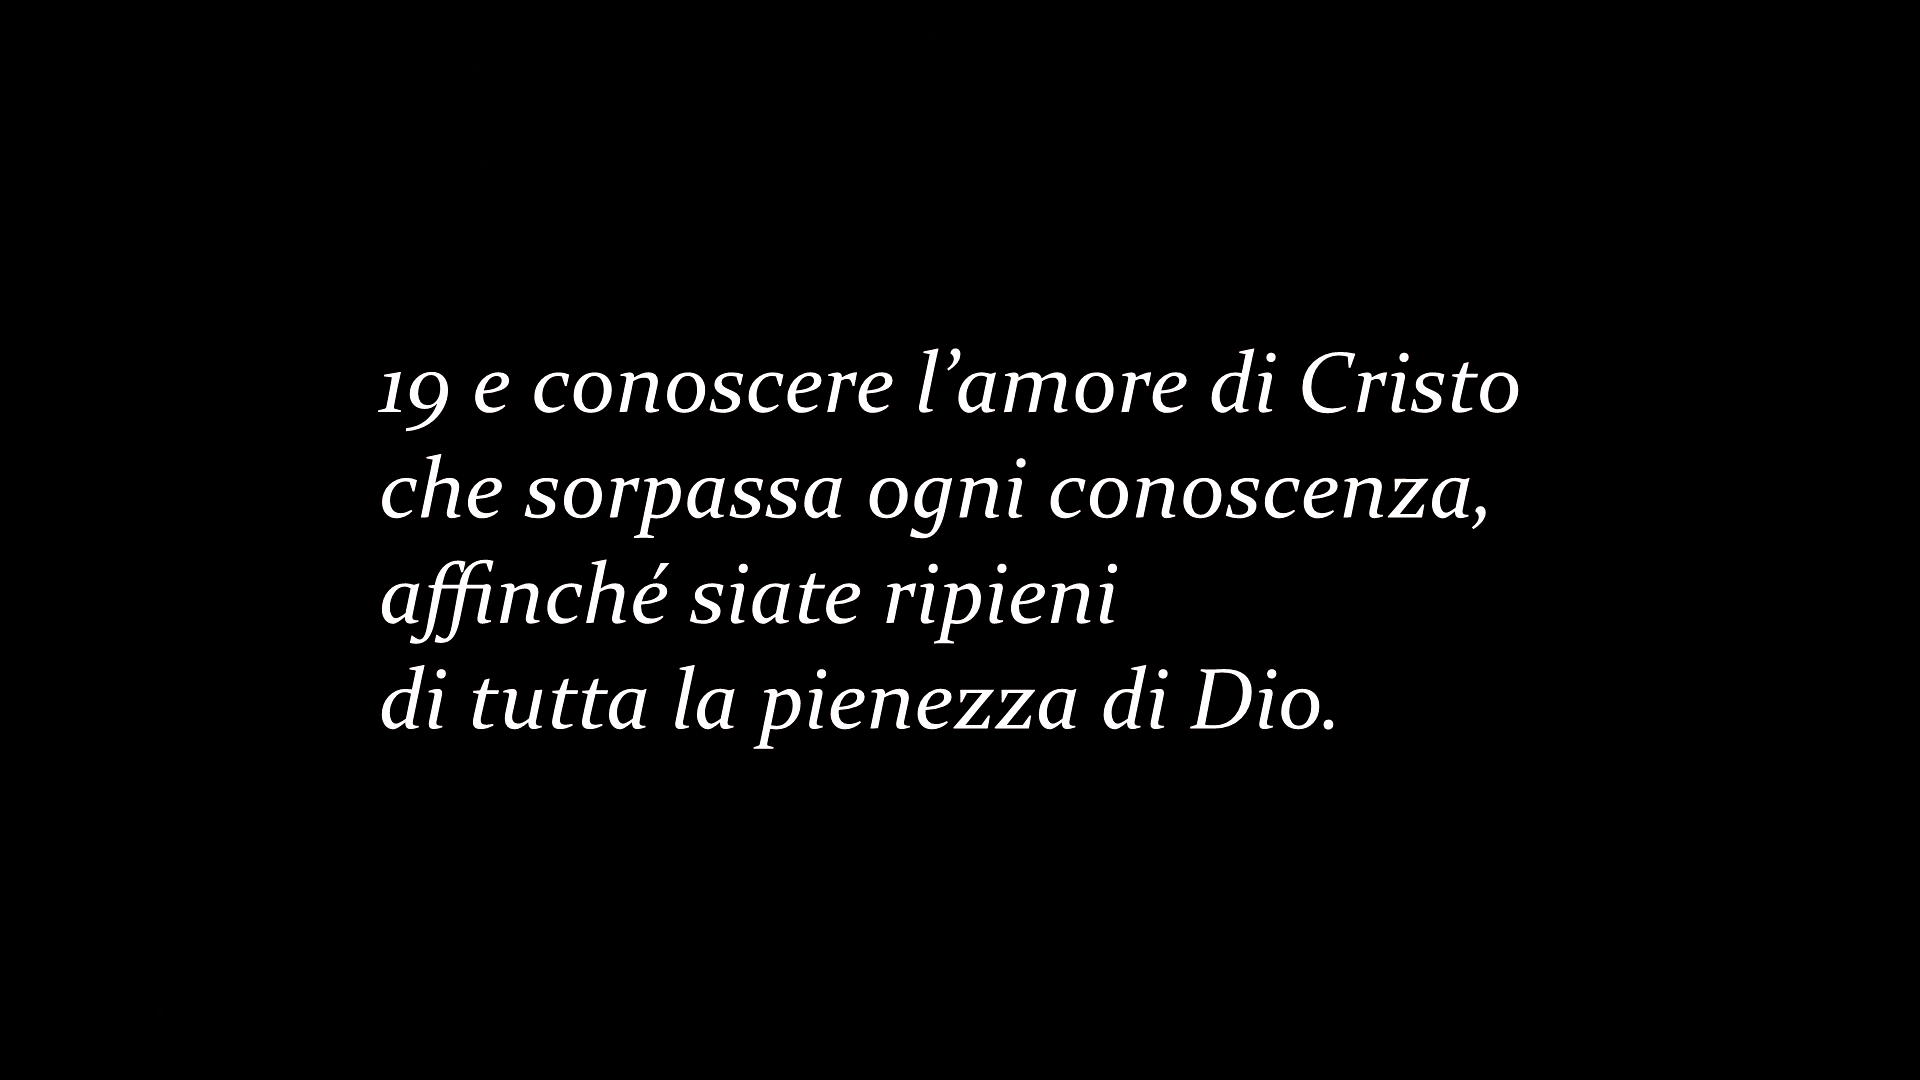 19 e conoscere l’amore di Cristo
che sorpassa ogni conoscenza,
affinché siate ripieni
di tutta la pienezza di Dio.